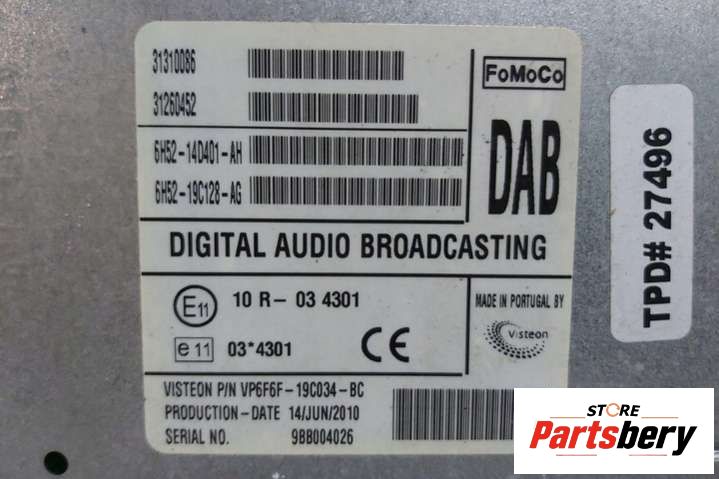 31310086
FoMoCo
31260452
6H52-14D401-AH
DAB
6H52-19C128-AG
DIGITAL AUDIO BROADCASTING
E11 10 R - 03 4301
MADE IN PORTUGAL BY
Visteon
e 11 03*4301 CE
VISTEON P/N VP6F6F-19C034-BC
PRODUCTION-DATE 14/JUN/2010
SERIAL NO. 98B004026
TPD# 27496
STORE
Partsbery